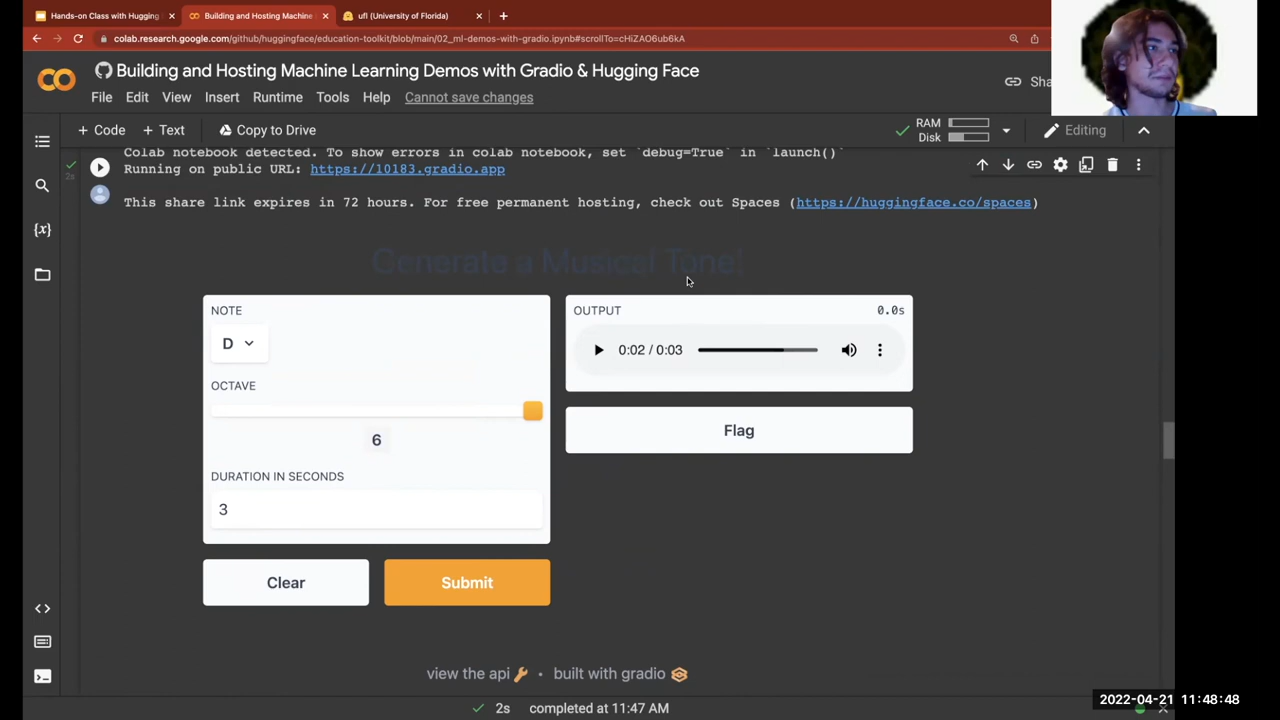 Hands-on Class with Hugging
Building and Hosting Machine
ufl (University of Florida)
colab.research.google.com/github/huggingface/education-toolkit/blob/main/02_ml-demos-with-gradio.ipynb#scrollTo=cHiZAO6ub6kA
Building and Hosting Machine Learning Demos with Gradio & Hugging Face
Sha
File Edit View Insert Runtime Tools Help Cannot save changes
+ Code + Text Copy to Drive
RAM
Disk
Editing
Colab notebook detected. To show errors in colab notebook, set `debug=True` in `launch()`
2s
Running on public URL: https://10183.gradio.app
This share link expires in 72 hours. For free permanent hosting, check out Spaces (https://huggingface.co/spaces)
Generate a Musical Tone!
NOTE
D
OCTAVE
6
DURATION IN SECONDS
3
Clear
Submit
OUTPUT
0.0s
0:02 / 0:03
Flag
view the api • built with gradio
2s completed at 11:47 AM
2022-04-21 11:48:48